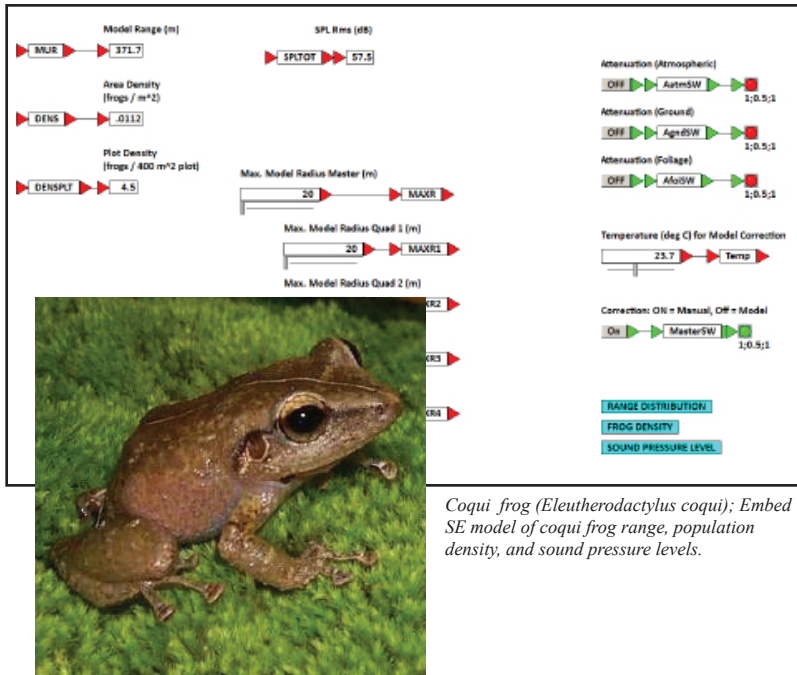 Model Range (m)
MUR 371.7
Area Density
(frogs / m^2)
DENS .0112
Plot Density
(frogs / 400 m^2 plot)
DENSPLT 4.5
SPL Rms (dB)
SPLTOT 57.5
Max. Model Radius Master (m)
20 MAXR
Max. Model Radius Quad 1 (m)
20 MAXR1
Max. Model Radius Quad 2 (m)
XR2
XR3
XR4
Attenuation (Atmospheric)
OFF AatmSW
1;0.5;1
Attenuation (Ground)
OFF AgndSW
1;0.5;1
Attenuation (Foliage)
OFF AfolSW
1;0.5;1
Temperature (deg C) for Model Correction
23.7 Temp
Correction: ON = Manual, Off = Model
On MasterSW
1;0.5;1
RANGE DISTRIBUTION
FROG DENSITY
SOUND PRESSURE LEVEL
Coqui frog (Eleutherodactylus coqui); Embed
SE model of coqui frog range, population
density, and sound pressure levels.